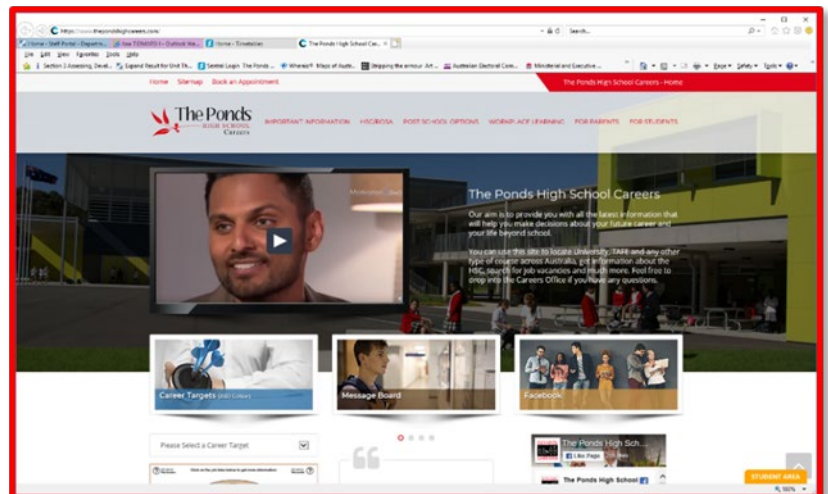 https://www.thepondshighcareers.com/
Search...
The Ponds High School Car...
File Edit View Favorites Tools Help
Home Sitemap Book an Appointment
The Ponds High School Careers - Home
The Ponds
HIGH SCHOOL
Careers
IMPORTANT INFORMATION HSC/ROSA POST SCHOOL OPTIONS WORKPLACE LEARNING FOR PARENTS FOR STUDENTS
The Ponds High School Careers
Our aim is to provide you with all the latest information that
will help you make decisions about your future career and
your life beyond school.
You can use this site to locate University, TAFE and any other
type of course across Australia, get information about the
HSC, search for job vacancies and much more. Feel free to
drop into the Careers Office if you have any questions.
Career Targets
Message Board
Facebook
Please Select a Career Target
The Ponds High Sch...
Like Page
The Ponds High School
STUDENT AREA
100%